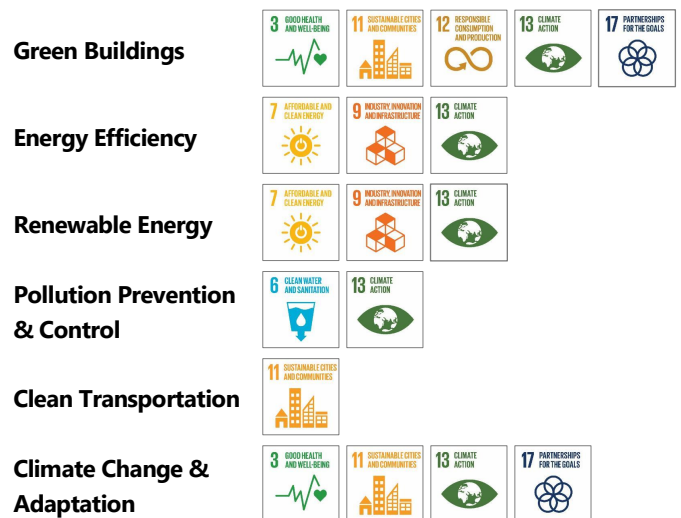 Green Buildings
3 GOOD HEALTH AND WELL-BEING
11 SUSTAINABLE CITIES AND COMMUNITIES
12 RESPONSIBLE CONSUMPTION AND PRODUCTION
13 CLIMATE ACTION
17 PARTNERSHIPS FOR THE GOALS
Energy Efficiency
7 AFFORDABLE AND CLEAN ENERGY
9 INDUSTRY, INNOVATION AND INFRASTRUCTURE
13 CLIMATE ACTION
Renewable Energy
7 AFFORDABLE AND CLEAN ENERGY
9 INDUSTRY, INNOVATION AND INFRASTRUCTURE
13 CLIMATE ACTION
Pollution Prevention
& Control
6 CLEAN WATER AND SANITATION
13 CLIMATE ACTION
Clean Transportation
11 SUSTAINABLE CITIES AND COMMUNITIES
Climate Change &
Adaptation
3 GOOD HEALTH AND WELL-BEING
11 SUSTAINABLE CITIES AND COMMUNITIES
13 CLIMATE ACTION
17 PARTNERSHIPS FOR THE GOALS